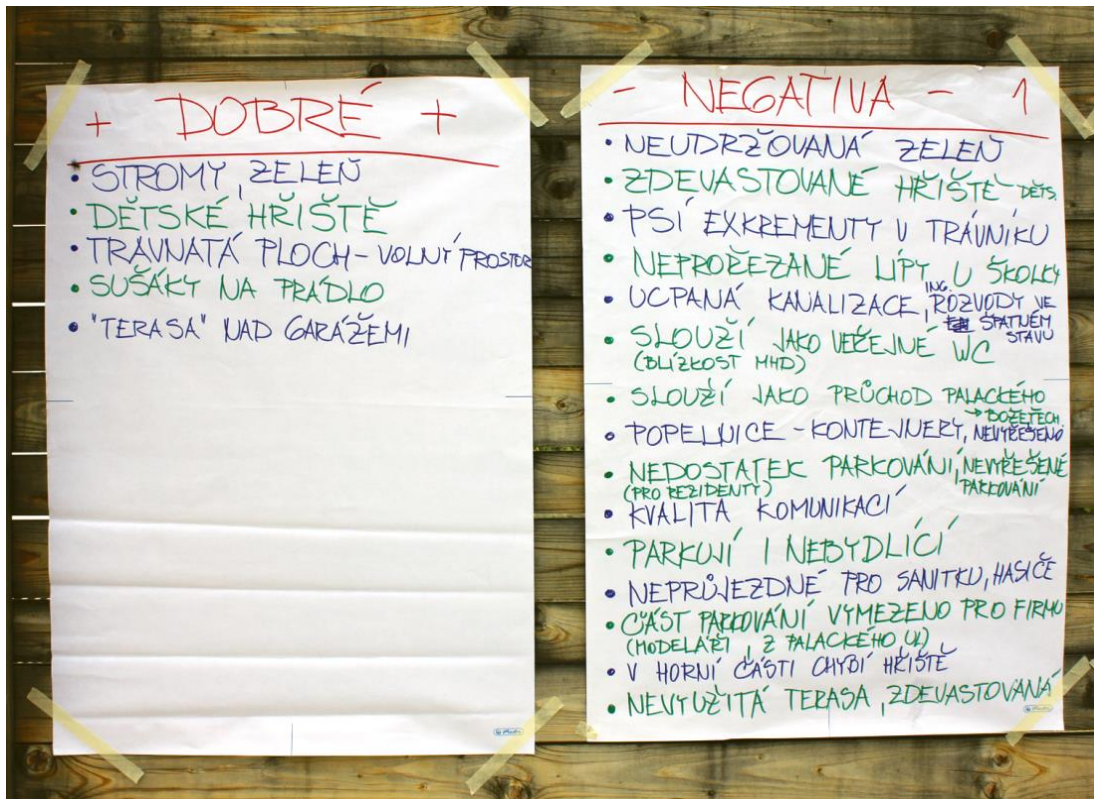 + DOBRÉ +
• STROMY, ZELEŇ
• DĚTSKÉ HŘIŠTĚ
• TRÁVNATÁ PLOCH - VOLNÝ PROSTOR
• SUŠÁKY NA PRÁDLO
• "TERASA" NAD GARÁŽEMI
- NEGATIVA - 1
• NEUDRŽOVANÁ ZELEŇ
• ZDEVASTOVANÉ HŘIŠTĚ DĚTS.
• PSÍ EXKREMENTY V TRÁVNÍKU
• NEPROŘEZANÉ LÍPY U ŠKOLKY
• UCPANÁ KANALIZACE, ING. ROZVODY VE
ŠPATNÉM
STAVU
• SLOUŽÍ JAKO VEŘEJNÉ WC
(BLÍZKOST MHD)
• SLOUŽÍ JAKO PRŮCHOD PALACKÉHO
→ BOŽETĚCH.
• POPELNICE - KONTEJNERY, NEVYŘEŠENO
• NEDOSTATEK PARKOVÁNÍ, NEVYŘEŠENÉ
(PRO REZIDENTY) PARKOVÁNÍ
• KVALITA KOMUNIKACÍ
• PARKUJÍ I NEBYDLÍCÍ
• NEPRŮJEZDNÉ PRO SANITKU, HASIČE
• ČÁST PARKOVÁNÍ VYMEZENO PRO FIRMU
(MODELÁŘI, Z PALACKÉHO UL)
• V HORNÍ ČÁSTI CHYBÍ HŘIŠTĚ
• NEVYUŽITÁ TERASA, ZDEVASTOVANÁ